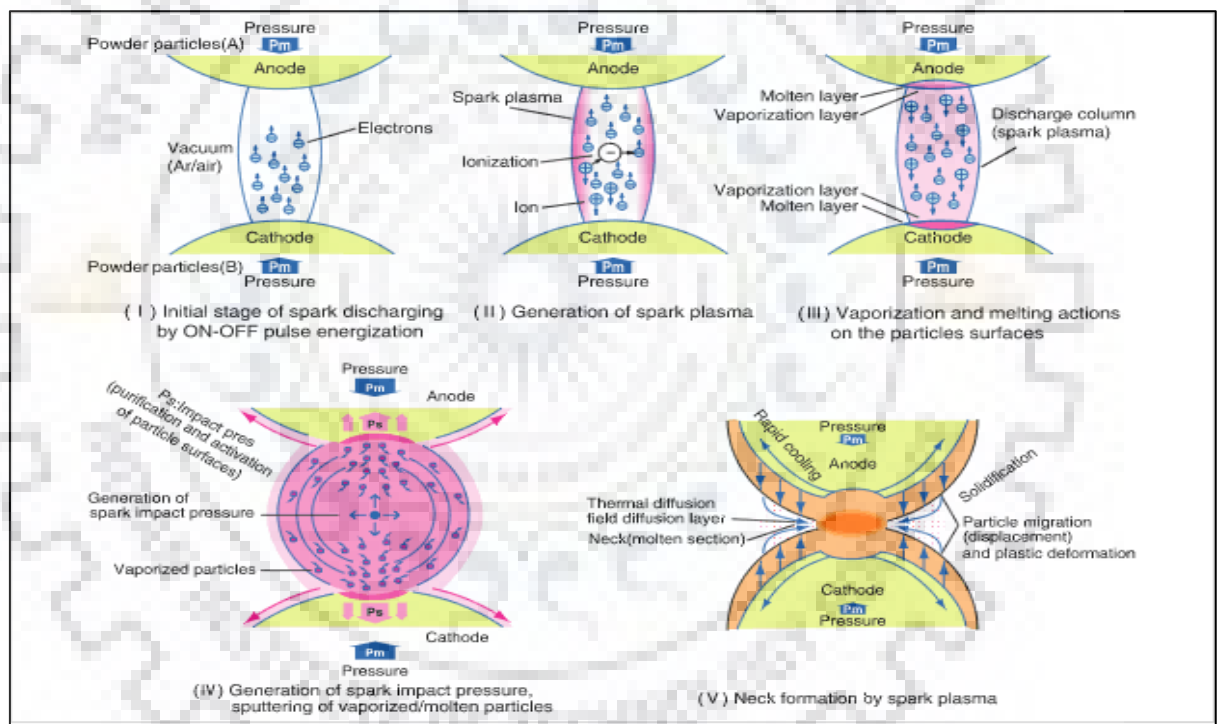 Pressure
Pm
Powder particles(A)
Anode
Electrons
Vacuum
(Ar/air)
Cathode
Powder particles(B)
Pm
Pressure
( I ) Initial stage of spark discharging
by ON-OFF pulse energization
Pressure
Pm
Anode
Spark plasma
Ionization
Ion
Cathode
Pm
Pressure
(II) Generation of spark plasma
Pressure
Pm
Anode
Molten layer
Vaporization layer
Discharge column
(spark plasma)
Vaporization layer
Molten layer
Cathode
Pm
Pressure
(III) Vaporization and melting actions
on the particles surfaces
Pressure
Pm
Anode
Ps:Impact pres
(purification and activation
of particle surfaces)
Ps
Generation of
spark impact pressure
Vaporized particles
Ps
Cathode
Pm
Pressure
(iV) Generation of spark impact pressure,
sputtering of vaporized/molten particles
Rapid cooling
Pressure
Pm
Anode
Solidification
Thermal diffusion
field diffusion layer
Neck(molten section)
Particle migration
(displacement)
and plastic deformation
Cathode
Pm
Pressure
(V) Neck formation by spark plasma